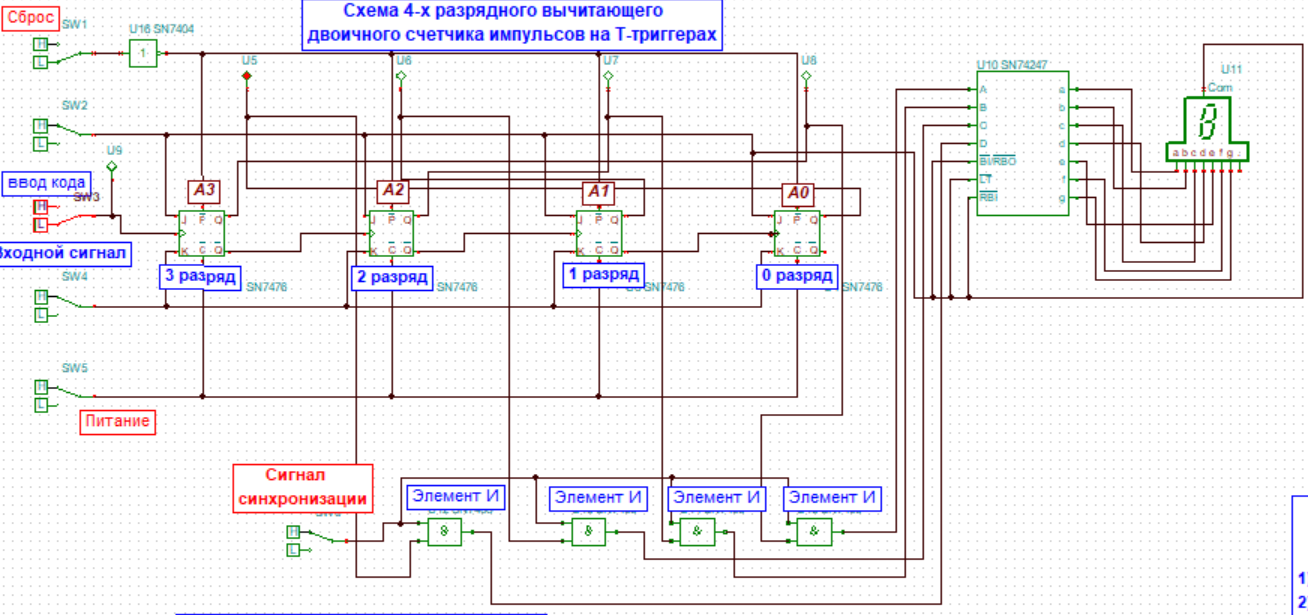 Схема 4-х разрядного вычитающего
двоичного счетчика импульсов на Т-триггерах
Сброс
SW1
H
L
U16 SN7404
1
U5
U6
U7
U8
U10 SN74247
U11
Com
SW2
H
L
U9
A
B
C
D
BI/RBO
LT
RBI
a
b
c
d
e
f
g
a b c d e f g .
ввод кода
SW3
H
L
A3
A2
A1
A0
J P Q
K C Q
J P Q
K C Q
J P Q
K C Q
J P Q
K C Q
Входной сигнал
3 разряд
SN7476
2 разряд
SN7476
1 разряд
SN7476
0 разряд
SN7476
SW4
H
L
SW5
H
L
Питание
Сигнал
синхронизации
Элемент И
Элемент И
Элемент И
Элемент И
H
L
&
&
&
&
1
2